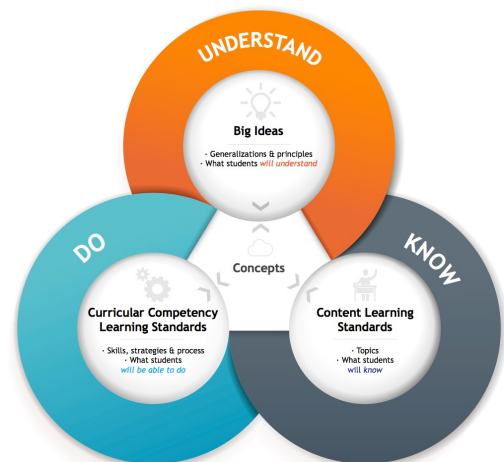 UNDERSTAND
Big Ideas
· Generalizations & principles
· What students will understand
DO
KNOW
Concepts
Curricular Competency
Learning Standards
· Skills, strategies & process
· What students
will be able to do
Content Learning
Standards
· Topics
· What students
will know